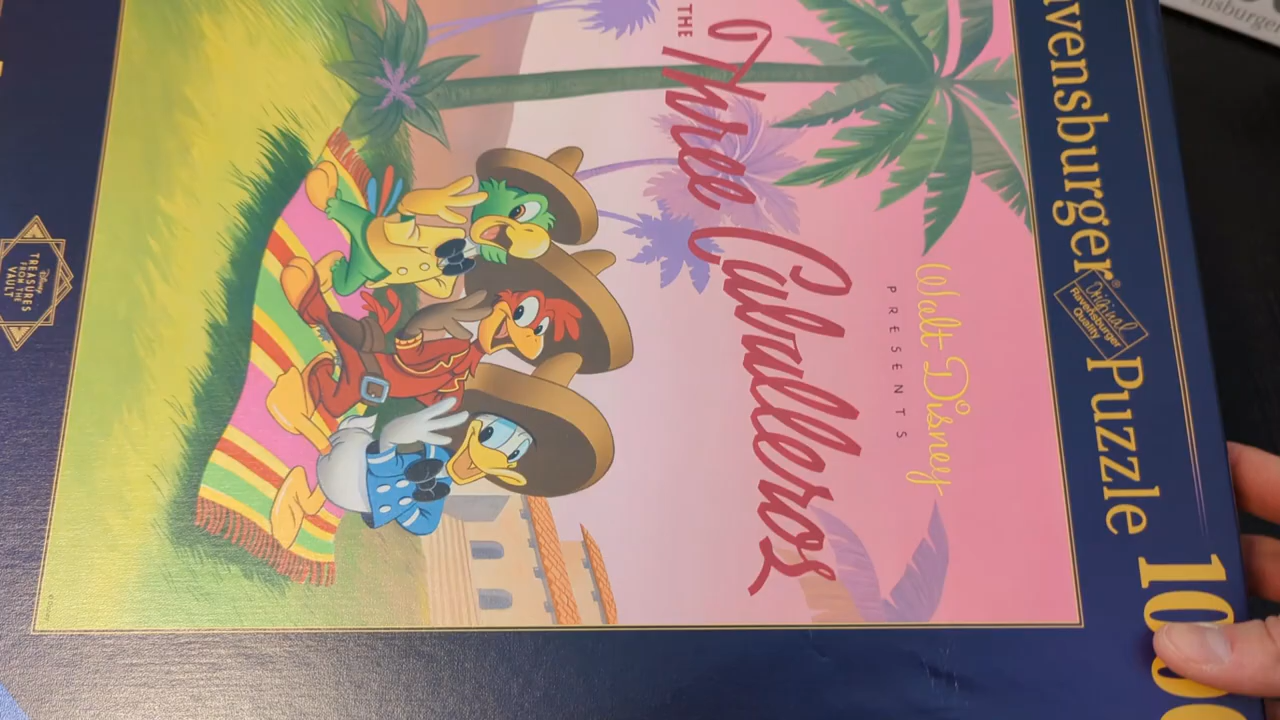 Ravensburger® Puzzle
Original
Ravensburger
Quality
Walt Disney
PRESENTS
THE
Three Caballeros
Disney
TREASURES
FROM THE
VAULT